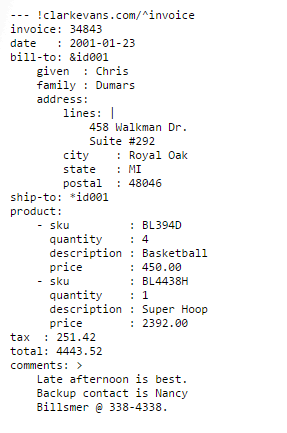 --- !clarkevans.com/^invoice
invoice: 34843
date   : 2001-01-23
bill-to: &id001
    given  : Chris
    family : Dumars
    address:
        lines: |
            458 Walkman Dr.
            Suite #292
        city    : Royal Oak
        state   : MI
        postal  : 48046
ship-to: *id001
product:
    - sku         : BL394D
      quantity    : 4
      description : Basketball
      price       : 450.00
    - sku         : BL4438H
      quantity    : 1
      description : Super Hoop
      price       : 2392.00
tax  : 251.42
total: 4443.52
comments: >
    Late afternoon is best.
    Backup contact is Nancy
    Billsmer @ 338-4338.